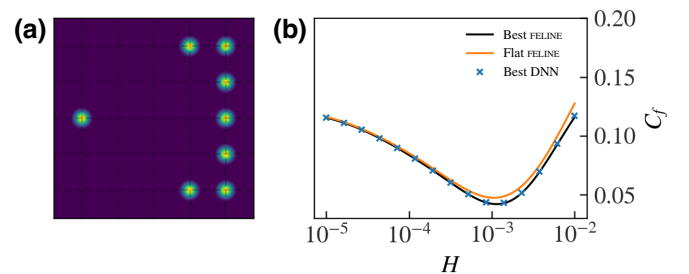 (a)
(b)
Best FELINE
Flat FELINE
Best DNN
0.20
0.15
0.10
0.05
C_f
10^{-5} 10^{-4} 10^{-3} 10^{-2}
H